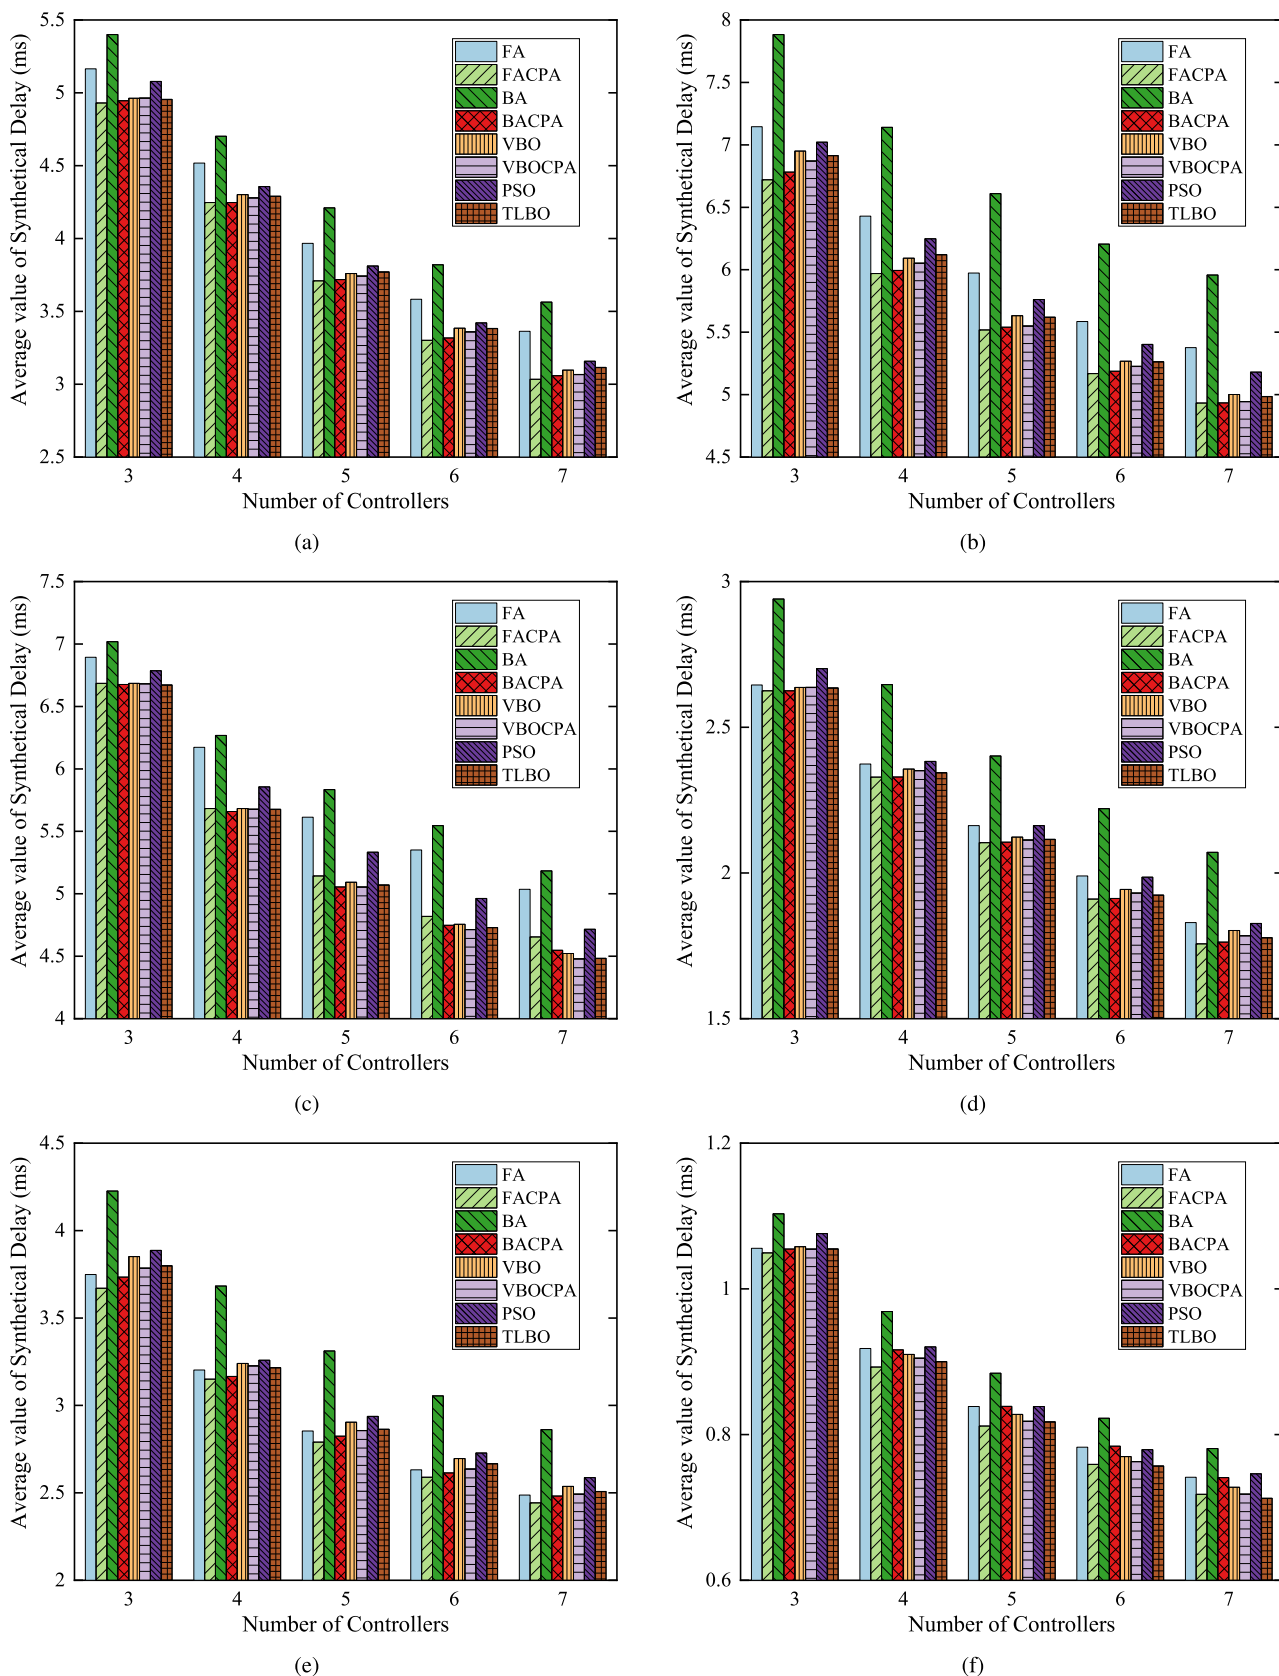 Average value of Synthetical Delay (ms)
5.5
5
4.5
4
3.5
3
2.5
FA
FACPA
BA
BACPA
VBO
VBOCPA
PSO
TLBO
3 4 5 6 7
Number of Controllers
(a)
Average value of Synthetical Delay (ms)
8
7.5
7
6.5
6
5.5
5
4.5
FA
FACPA
BA
BACPA
VBO
VBOCPA
PSO
TLBO
3 4 5 6 7
Number of Controllers
(b)
Average value of Synthetical Delay (ms)
7.5
7
6.5
6
5.5
5
4.5
4
FA
FACPA
BA
BACPA
VBO
VBOCPA
PSO
TLBO
3 4 5 6 7
Number of Controllers
(c)
Average value of Synthetical Delay (ms)
3
2.5
2
1.5
FA
FACPA
BA
BACPA
VBO
VBOCPA
PSO
TLBO
3 4 5 6 7
Number of Controllers
(d)
Average value of Synthetical Delay (ms)
4.5
4
3.5
3
2.5
2
FA
FACPA
BA
BACPA
VBO
VBOCPA
PSO
TLBO
3 4 5 6 7
Number of Controllers
(e)
Average value of Synthetical Delay (ms)
1.2
1
0.8
0.6
FA
FACPA
BA
BACPA
VBO
VBOCPA
PSO
TLBO
3 4 5 6 7
Number of Controllers
(f)